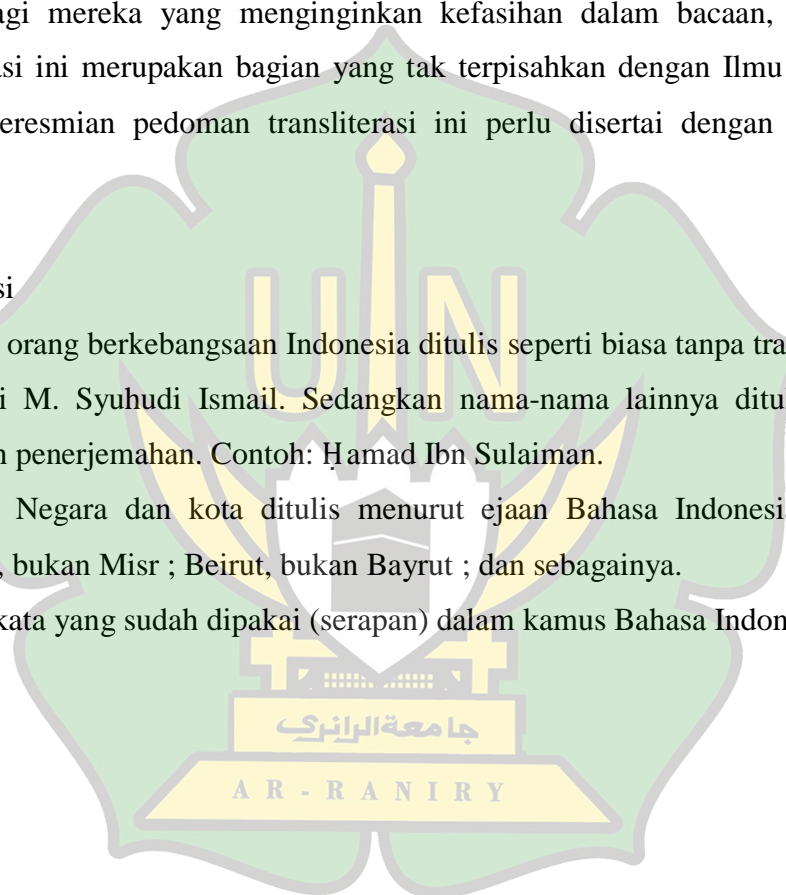 agi mereka yang menginginkan kefasihan dalam bacaan,
asi ini merupakan bagian yang tak terpisahkan dengan Ilmu
eresmian pedoman transliterasi ini perlu disertai dengan
si
orang berkebangsaan Indonesia ditulis seperti biasa tanpa tra
i M. Syuhudi Ismail. Sedangkan nama-nama lainnya ditu
n penerjemahan. Contoh: Ḥamad Ibn Sulaiman.
Negara dan kota ditulis menurut ejaan Bahasa Indonesia
, bukan Misr ; Beirut, bukan Bayrut ; dan sebagainya.
kata yang sudah dipakai (serapan) dalam kamus Bahasa Indon
UIN
جامعة الرانري
AR-RANIRY